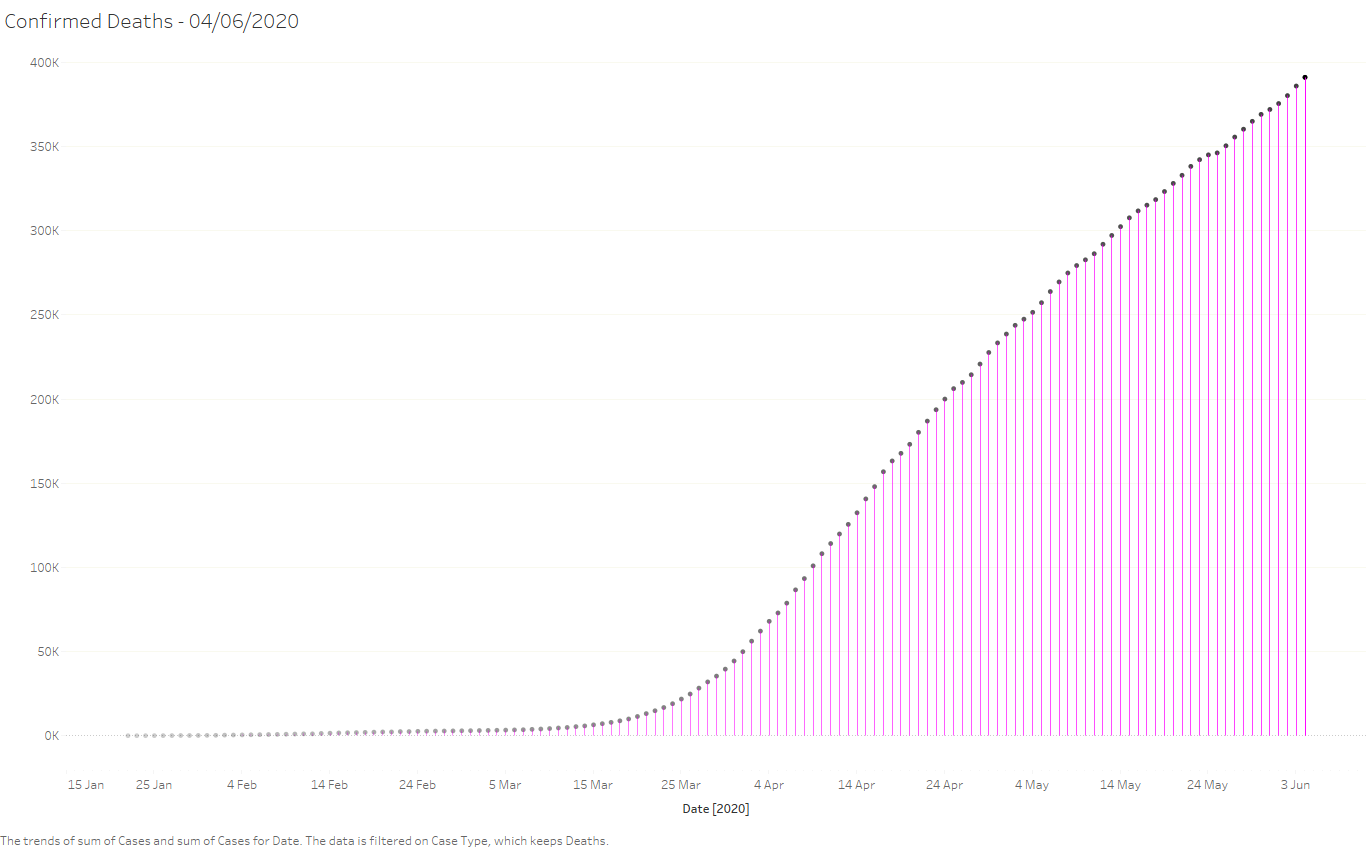 Confirmed Deaths - 04/06/2020
400K
350K
300K
250K
200K
150K
100K
50K
0K
15 Jan 25 Jan 4 Feb 14 Feb 24 Feb 5 Mar 15 Mar 25 Mar 4 Apr 14 Apr 24 Apr 4 May 14 May 24 May 3 Jun
Date [2020]
The trends of sum of Cases and sum of Cases for Date. The data is filtered on Case Type, which keeps Deaths.